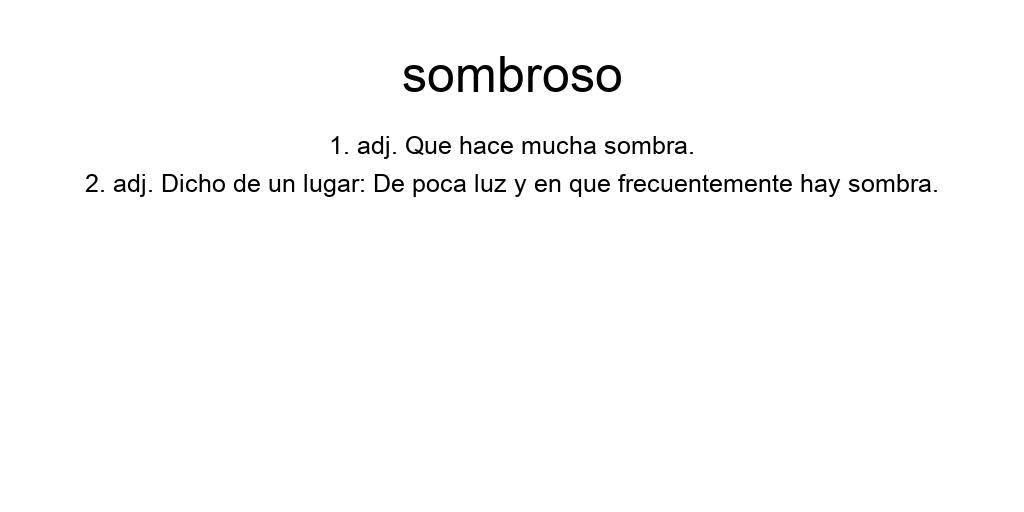 sombroso
1. adj. Que hace mucha sombra.
2. adj. Dicho de un lugar: De poca luz y en que frecuentemente hay sombra.